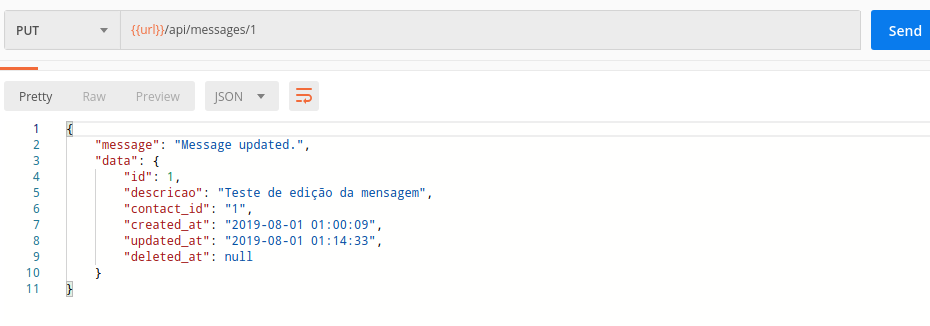 PUT {{url}}/api/messages/1 Send
Pretty Raw Preview JSON
1 {
2 "message": "Message updated.",
3 "data": {
4 "id": 1,
5 "descricao": "Teste de edição da mensagem",
6 "contact_id": "1",
7 "created_at": "2019-08-01 01:00:09",
8 "updated_at": "2019-08-01 01:14:33",
9 "deleted_at": null
10 }
11 }